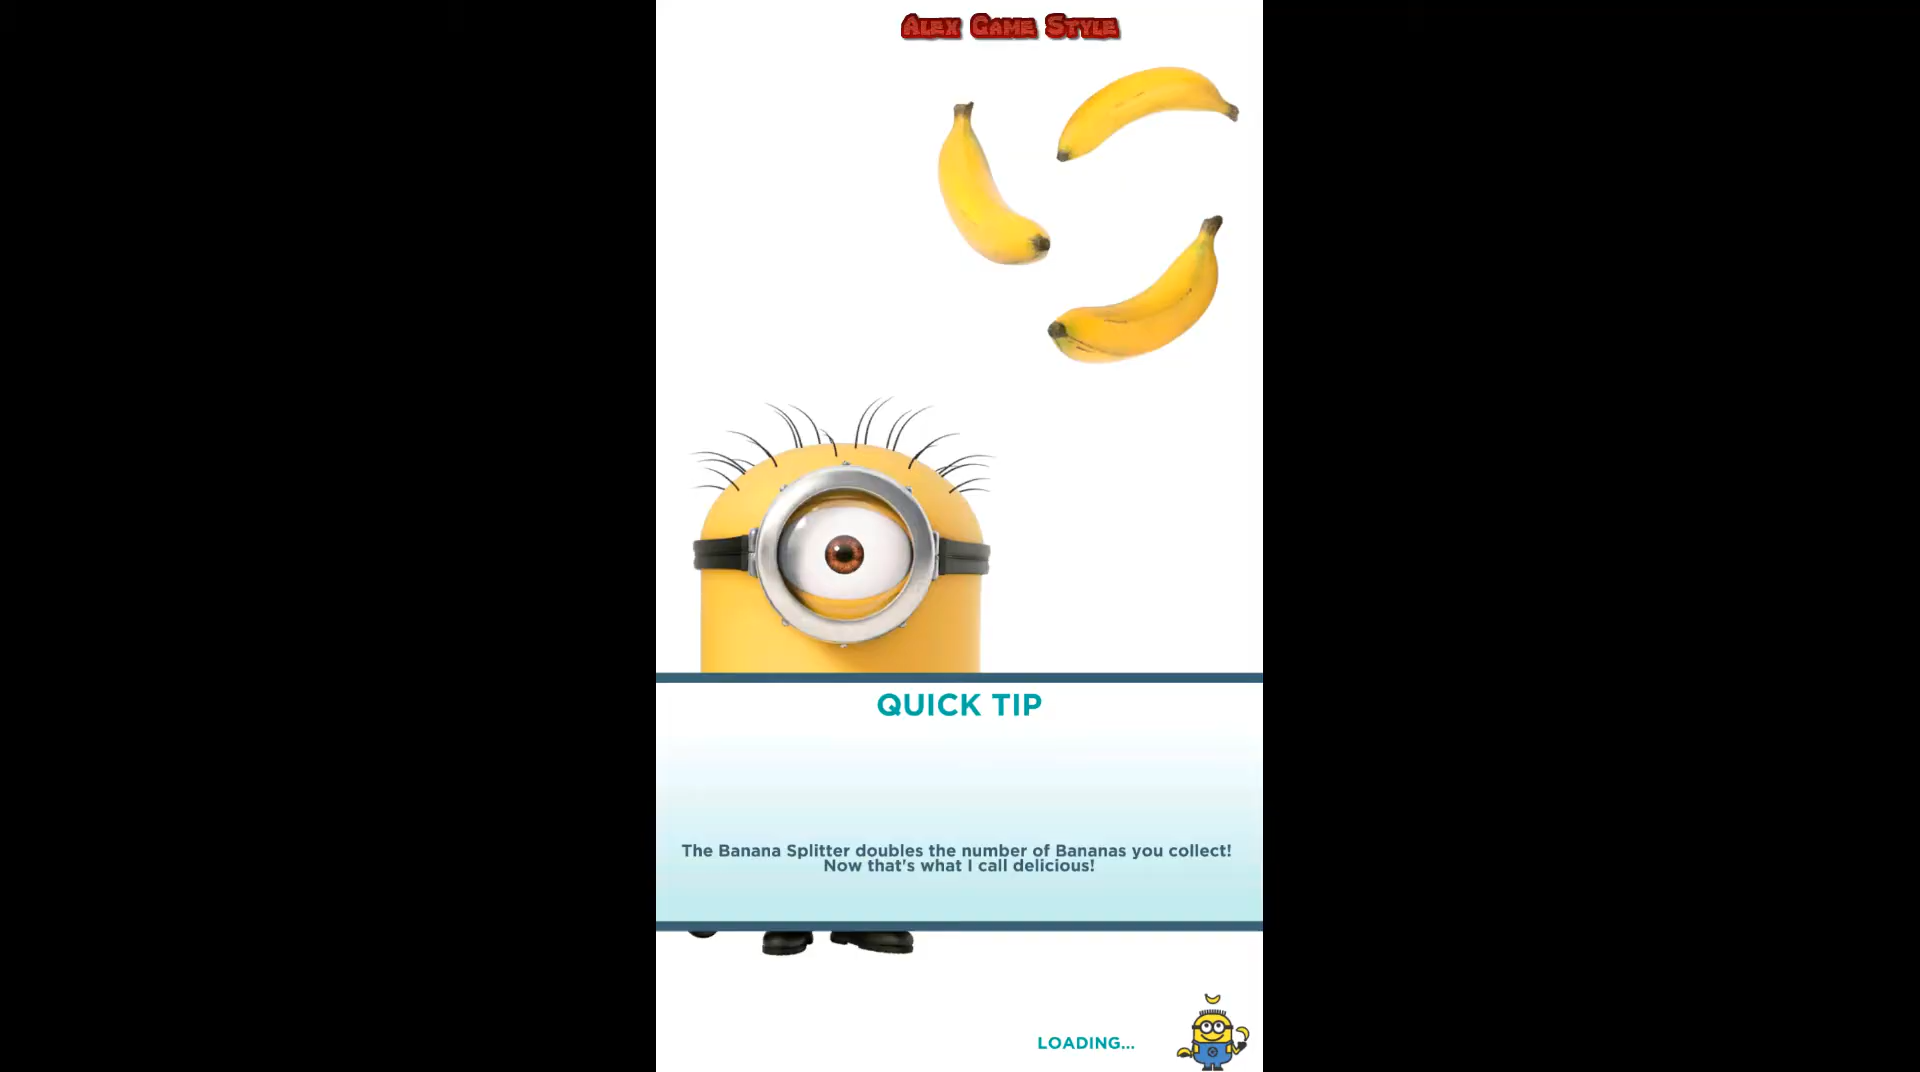 Alex Game Style
QUICK TIP
The Banana Splitter doubles the number of Bananas you collect!
Now that's what I call delicious!
LOADING...